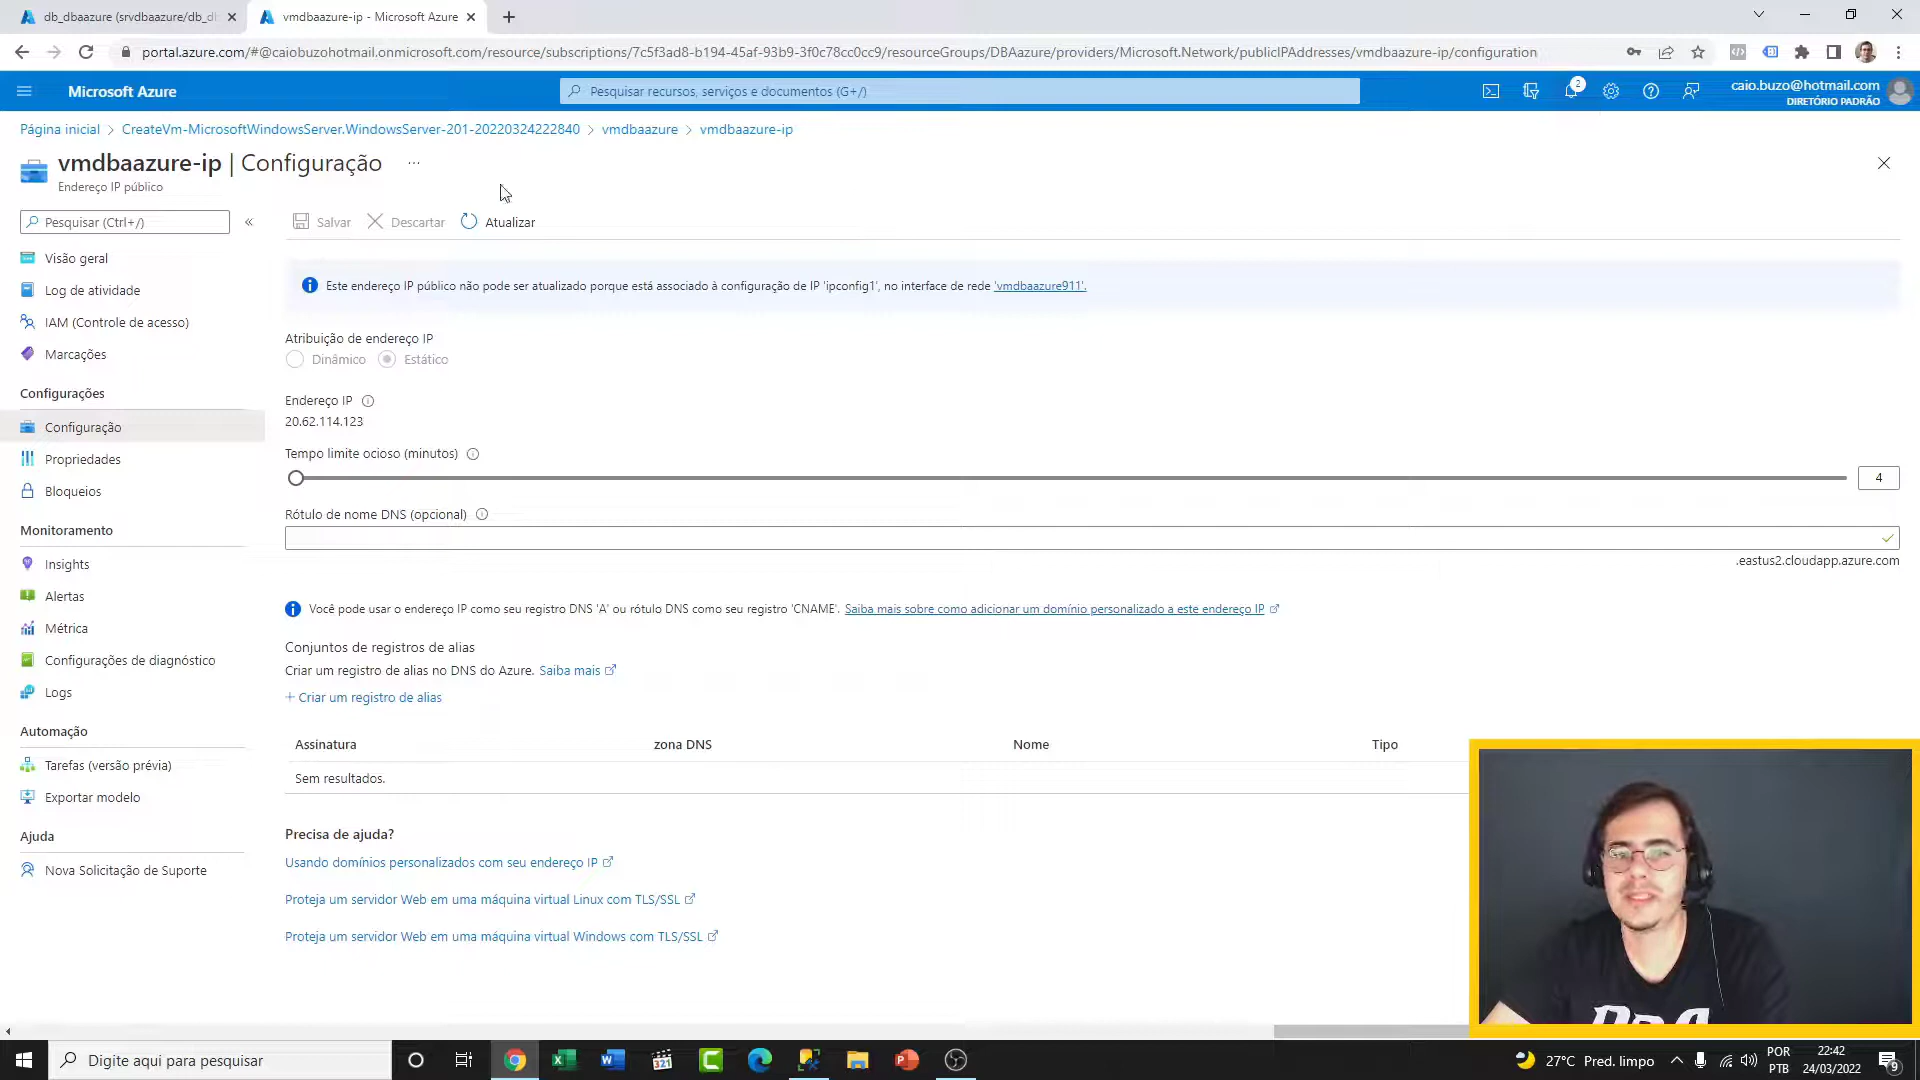 db_dbaazure (srvdbaazure/db_db
vmdbaazure-ip - Microsoft Azure
portal.azure.com/#@caiobuzohotmail.onmicrosoft.com/resource/subscriptions/7c5f3ad8-b194-45af-93b9-3f0c78cc0cc9/resourceGroups/DBAazure/providers/Microsoft.Network/publicIPAddresses/vmdbaazure-ip/configuration
Microsoft Azure
Pesquisar recursos, serviços e documentos (G+/)
2
caio.buzo@hotmail.com
DIRETÓRIO PADRÃO
Página inicial > CreateVm-MicrosoftWindowsServer.WindowsServer-201-20220324222840 > vmdbaazure > vmdbaazure-ip
vmdbaazure-ip | Configuração ...
Endereço IP público
Pesquisar (Ctrl+/)
«
Salvar
Descartar
Atualizar
Visão geral
Log de atividade
IAM (Controle de acesso)
Marcações
Configurações
Configuração
Propriedades
Bloqueios
Monitoramento
Insights
Alertas
Métrica
Configurações de diagnóstico
Logs
Automação
Tarefas (versão prévia)
Exportar modelo
Ajuda
Nova Solicitação de Suporte
Este endereço IP público não pode ser atualizado porque está associado à configuração de IP 'ipconfig1', no interface de rede 'vmdbaazure911'.
Atribuição de endereço IP
Dinâmico Estático
Endereço IP
20.62.114.123
Tempo limite ocioso (minutos)
4
Rótulo de nome DNS (opcional)
.eastus2.cloudapp.azure.com
Você pode usar o endereço IP como seu registro DNS 'A' ou rótulo DNS como seu registro 'CNAME'. Saiba mais sobre como adicionar um domínio personalizado a este endereço IP
Conjuntos de registros de alias
Criar um registro de alias no DNS do Azure. Saiba mais
+ Criar um registro de alias
Assinatura zona DNS Nome Tipo
Sem resultados.
Precisa de ajuda?
Usando domínios personalizados com seu endereço IP
Proteja um servidor Web em uma máquina virtual Linux com TLS/SSL
Proteja um servidor Web em uma máquina virtual Windows com TLS/SSL
Digite aqui para pesquisar
321
27°C Pred. limpo
POR
PTB
22:42
24/03/2022
9